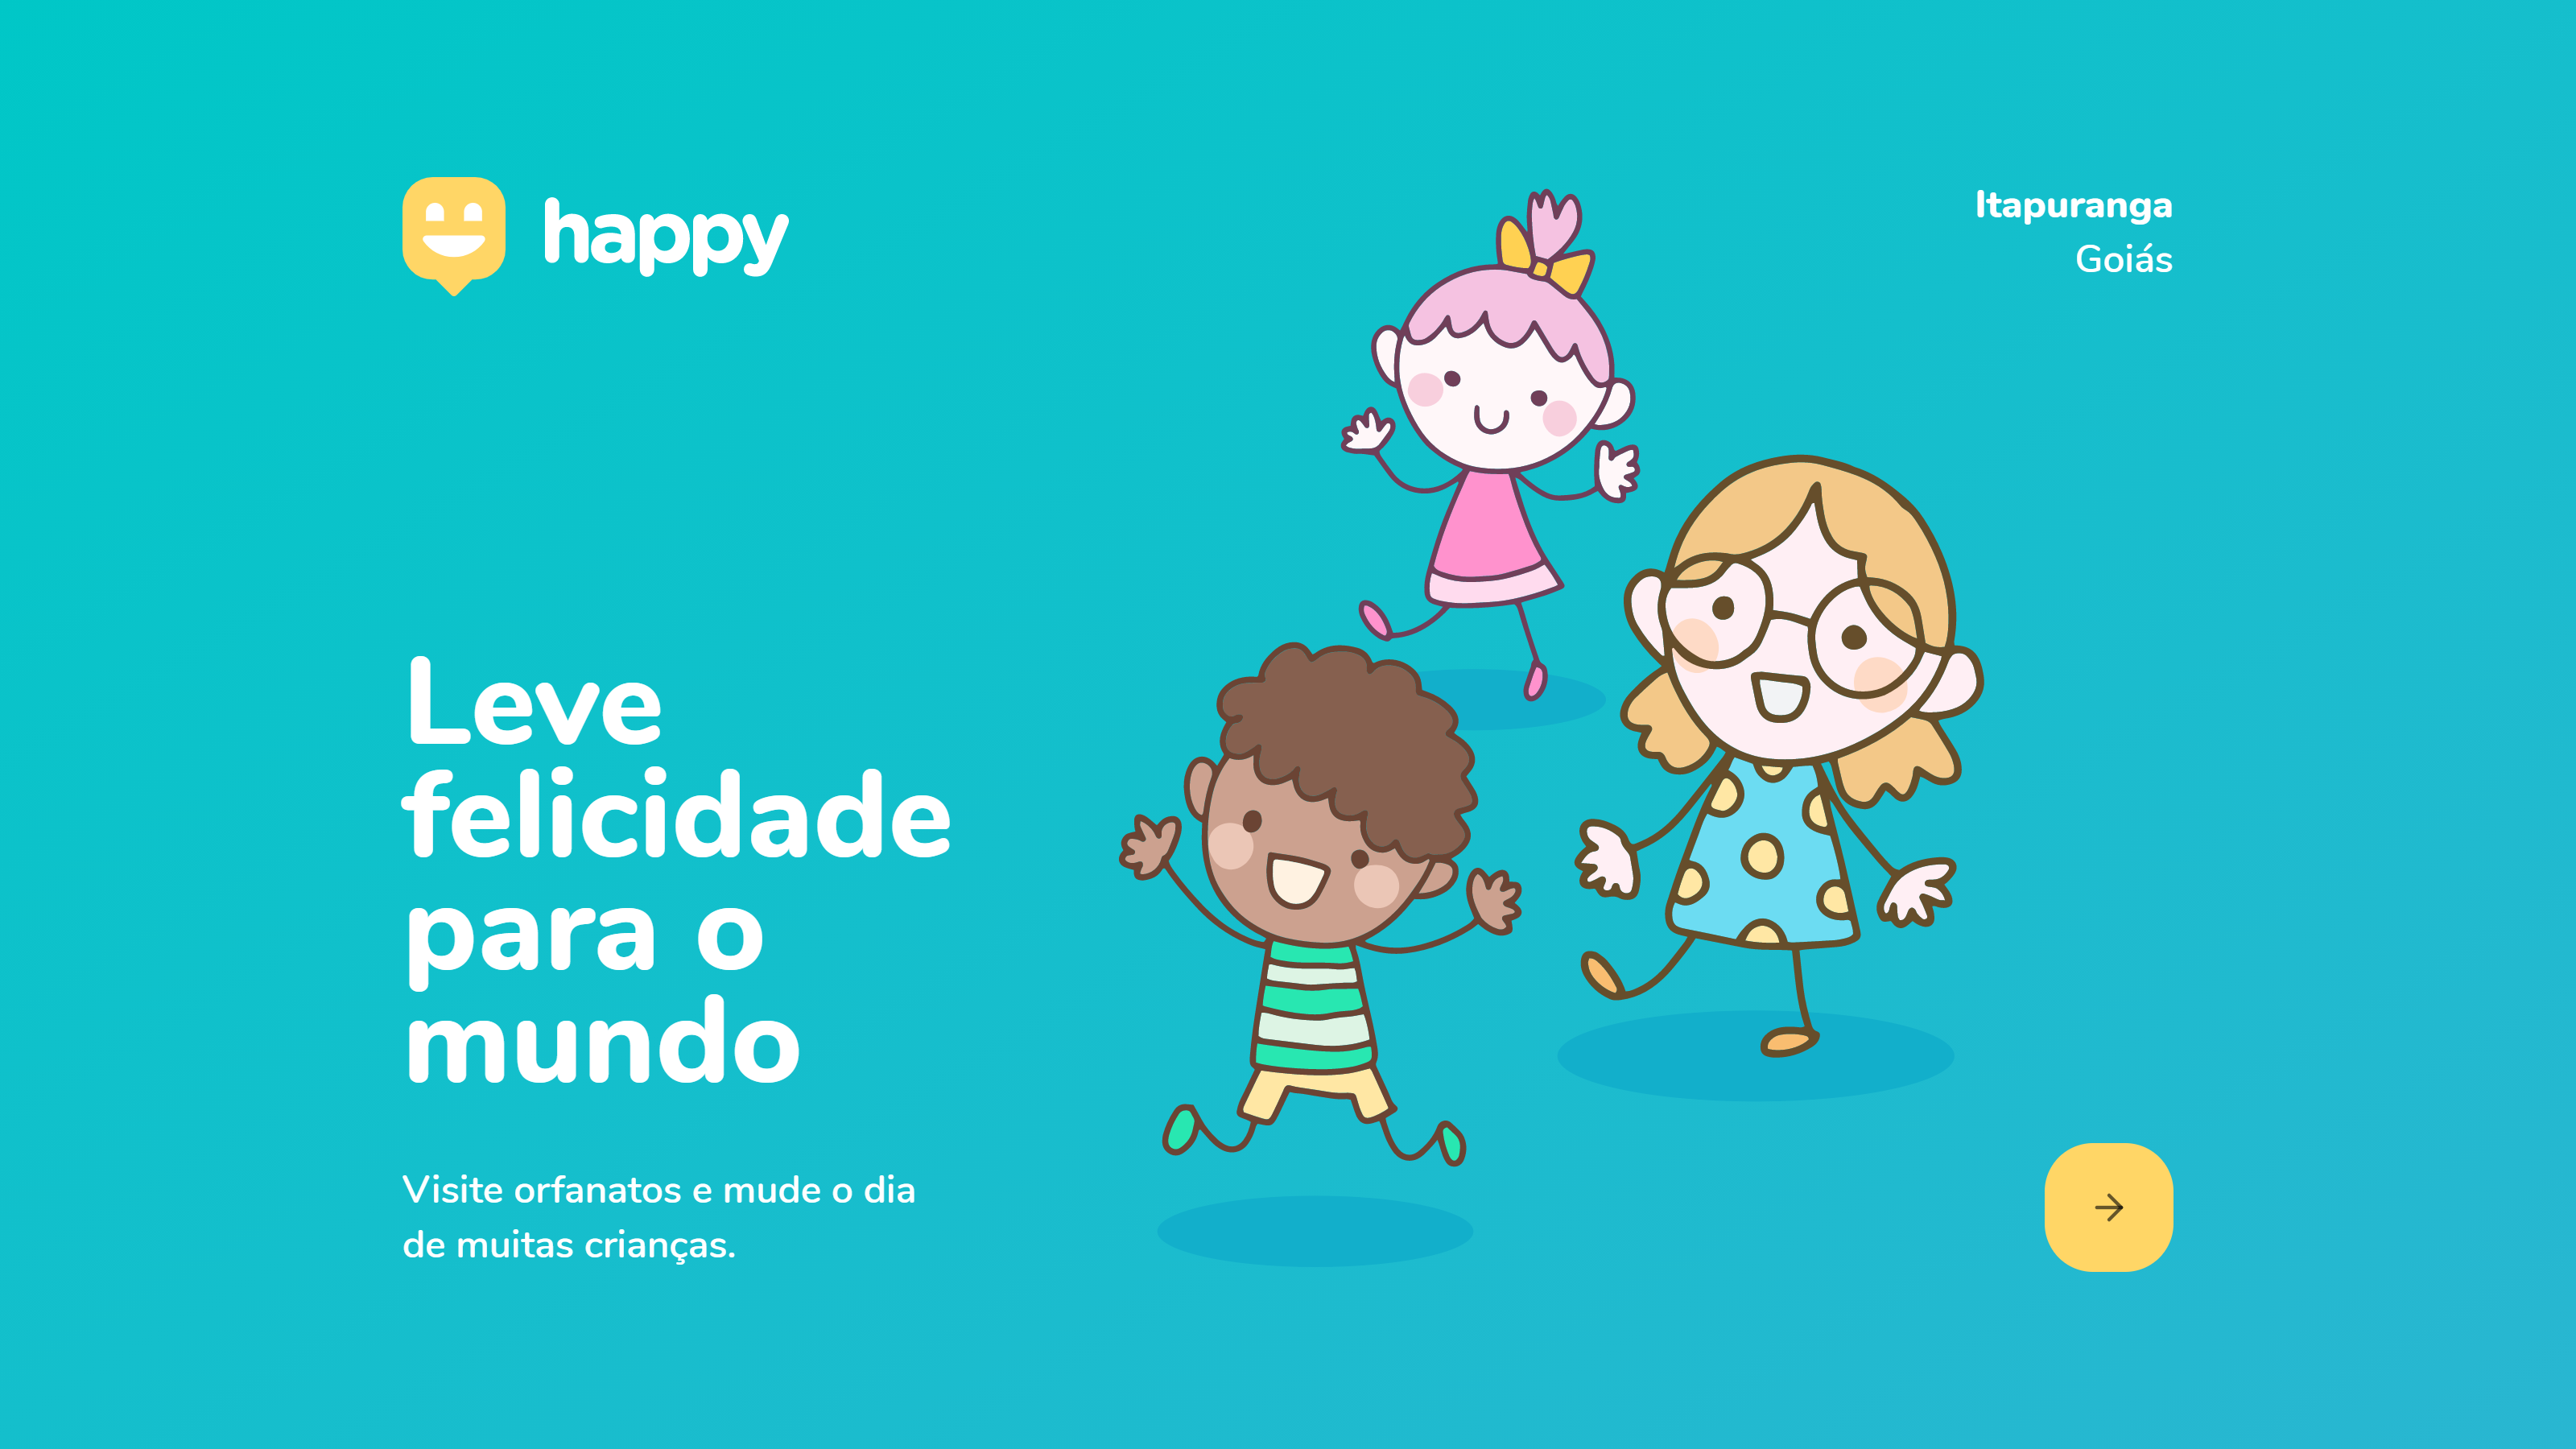 happy
Itapuranga
Goiás
Leve
felicidade
para o
mundo
Visite orfanatos e mude o dia
de muitas crianças.